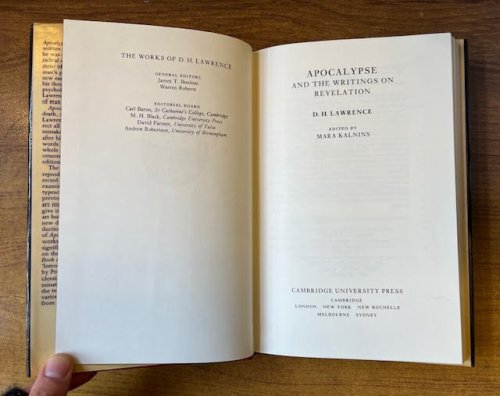 THE WORKS OF D. H. LAWRENCE
GENERAL EDITORS
James T. Boulton
Warren Roberts
EDITORIAL BOARD
Carl Baron, St Catharine's College, Cambridge
M. H. Black, Cambridge University Press
David Farmer, University of Tulsa
Andrew Robertson, University of Birmingham
APOCALYPSE
AND THE WRITINGS ON
REVELATION
D. H. LAWRENCE
EDITED BY
MARA KALNINS
CAMBRIDGE UNIVERSITY PRESS
CAMBRIDGE
LONDON NEW YORK NEW ROCHELLE
MELBOURNE SYDNEY